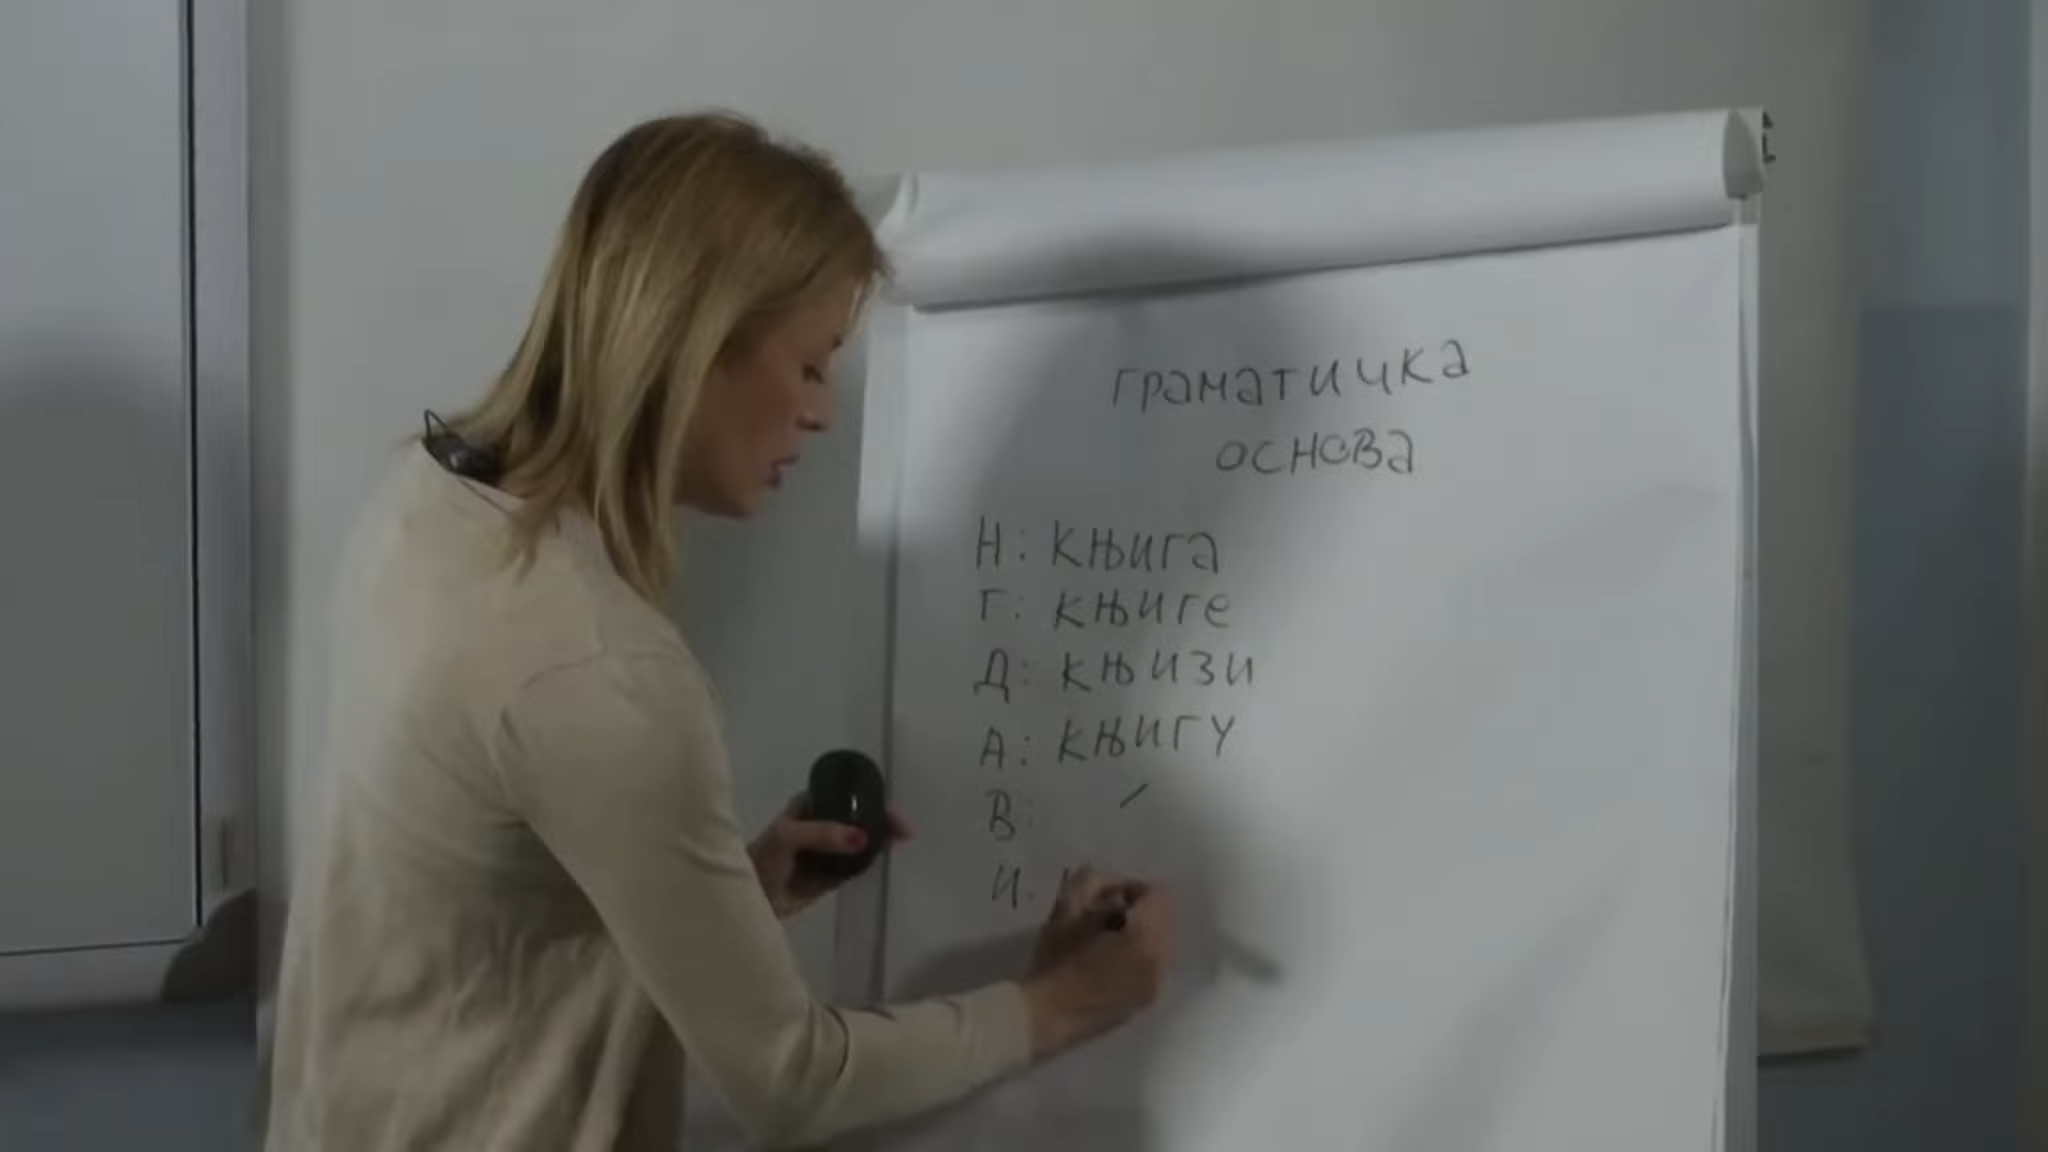 граматичка
основа
Н: књига
Г: књиге
Д: књизи
А: књигу
В: /
И.